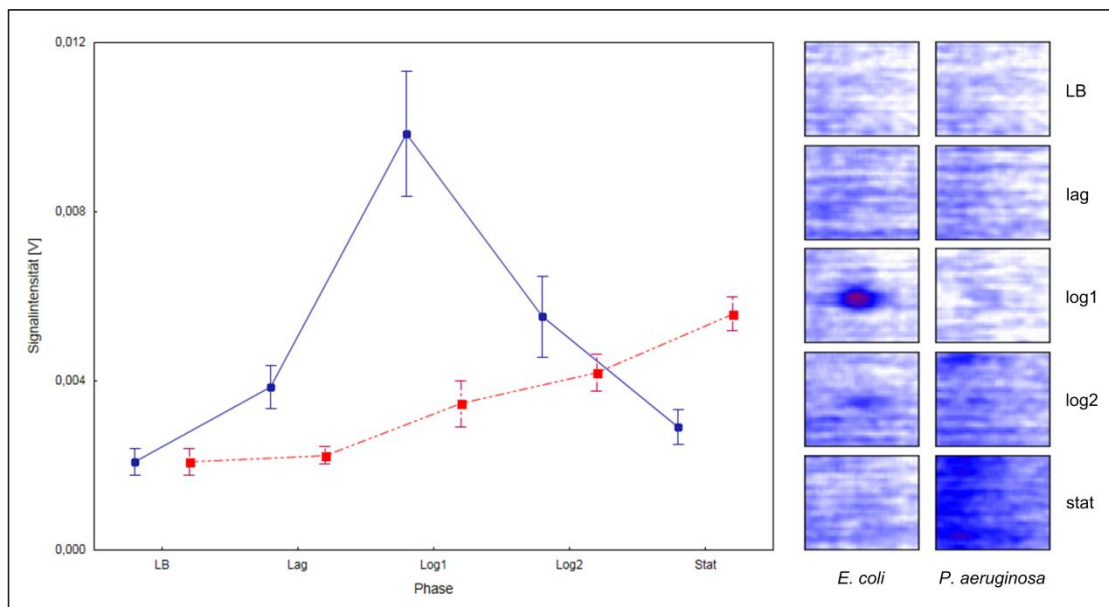 0,012
0,008
0,004
0,000
Signalintensität [V]
LB Lag Log1 Log2 Stat
Phase
LB
lag
log1
log2
stat
E. coli P. aeruginosa